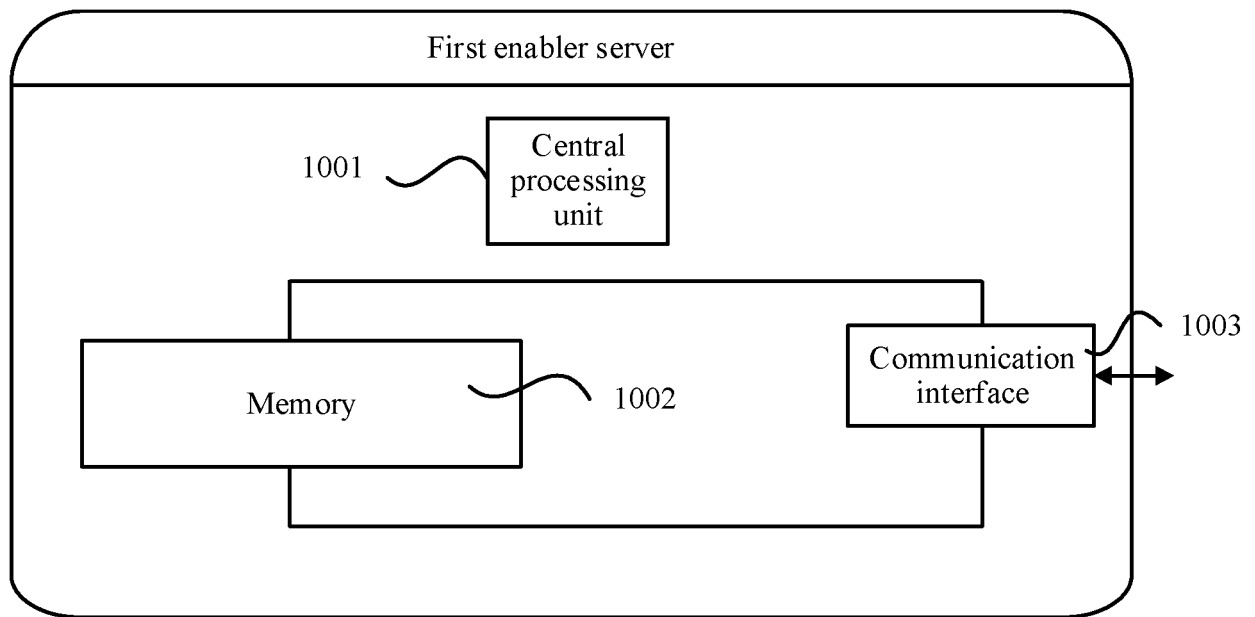 First enabler server
1001
Central
processing
unit
1003
Communication
interface
Memory
1002